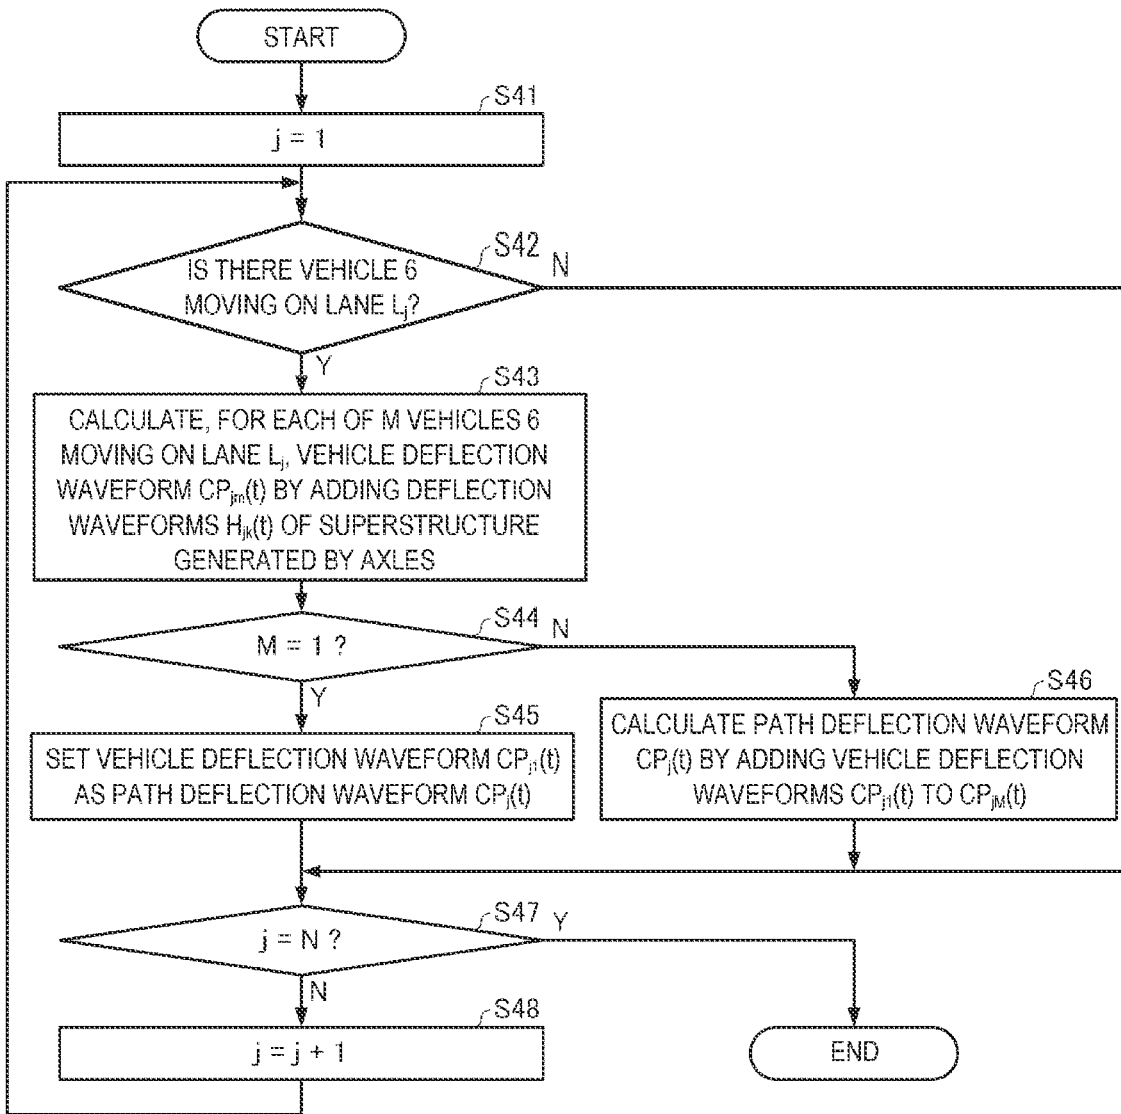 START
S41
j = 1
S42
IS THERE VEHICLE 6
MOVING ON LANE Lj?
N
Y
S43
CALCULATE, FOR EACH OF M VEHICLES 6
MOVING ON LANE Lj, VEHICLE DEFLECTION
WAVEFORM CPjm(t) BY ADDING DEFLECTION
WAVEFORMS Hjk(t) OF SUPERSTRUCTURE
GENERATED BY AXLES
S44
M = 1 ?
N
Y
S45
SET VEHICLE DEFLECTION WAVEFORM CPj1(t)
AS PATH DEFLECTION WAVEFORM CPj(t)
S46
CALCULATE PATH DEFLECTION WAVEFORM
CPj(t) BY ADDING VEHICLE DEFLECTION
WAVEFORMS CPj1(t) TO CPjM(t)
S47
j = N ?
Y
N
S48
j = j + 1
END